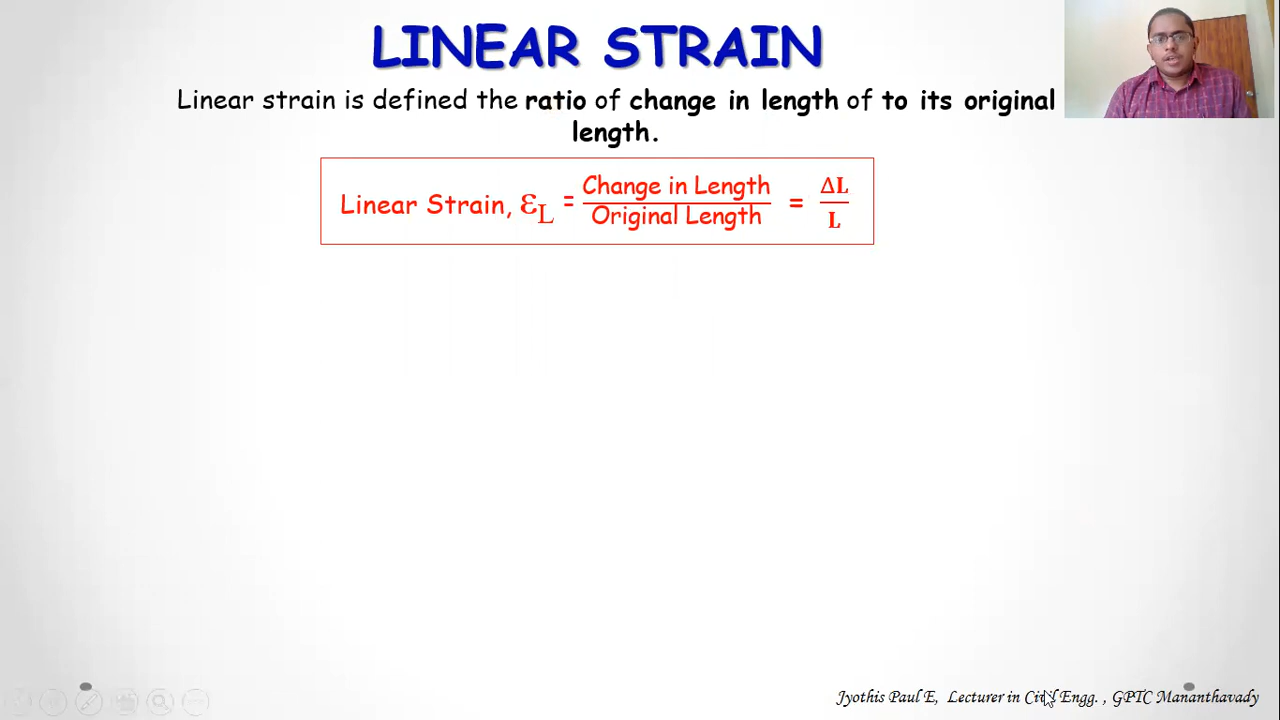 LINEAR STRAIN
Linear strain is defined the ratio of change in length of to its original
length.
Linear Strain, εL = Change in Length / Original Length = ΔL / L
Jyothis Paul E, Lecturer in Civil Engg. , GPTC Mananthavady